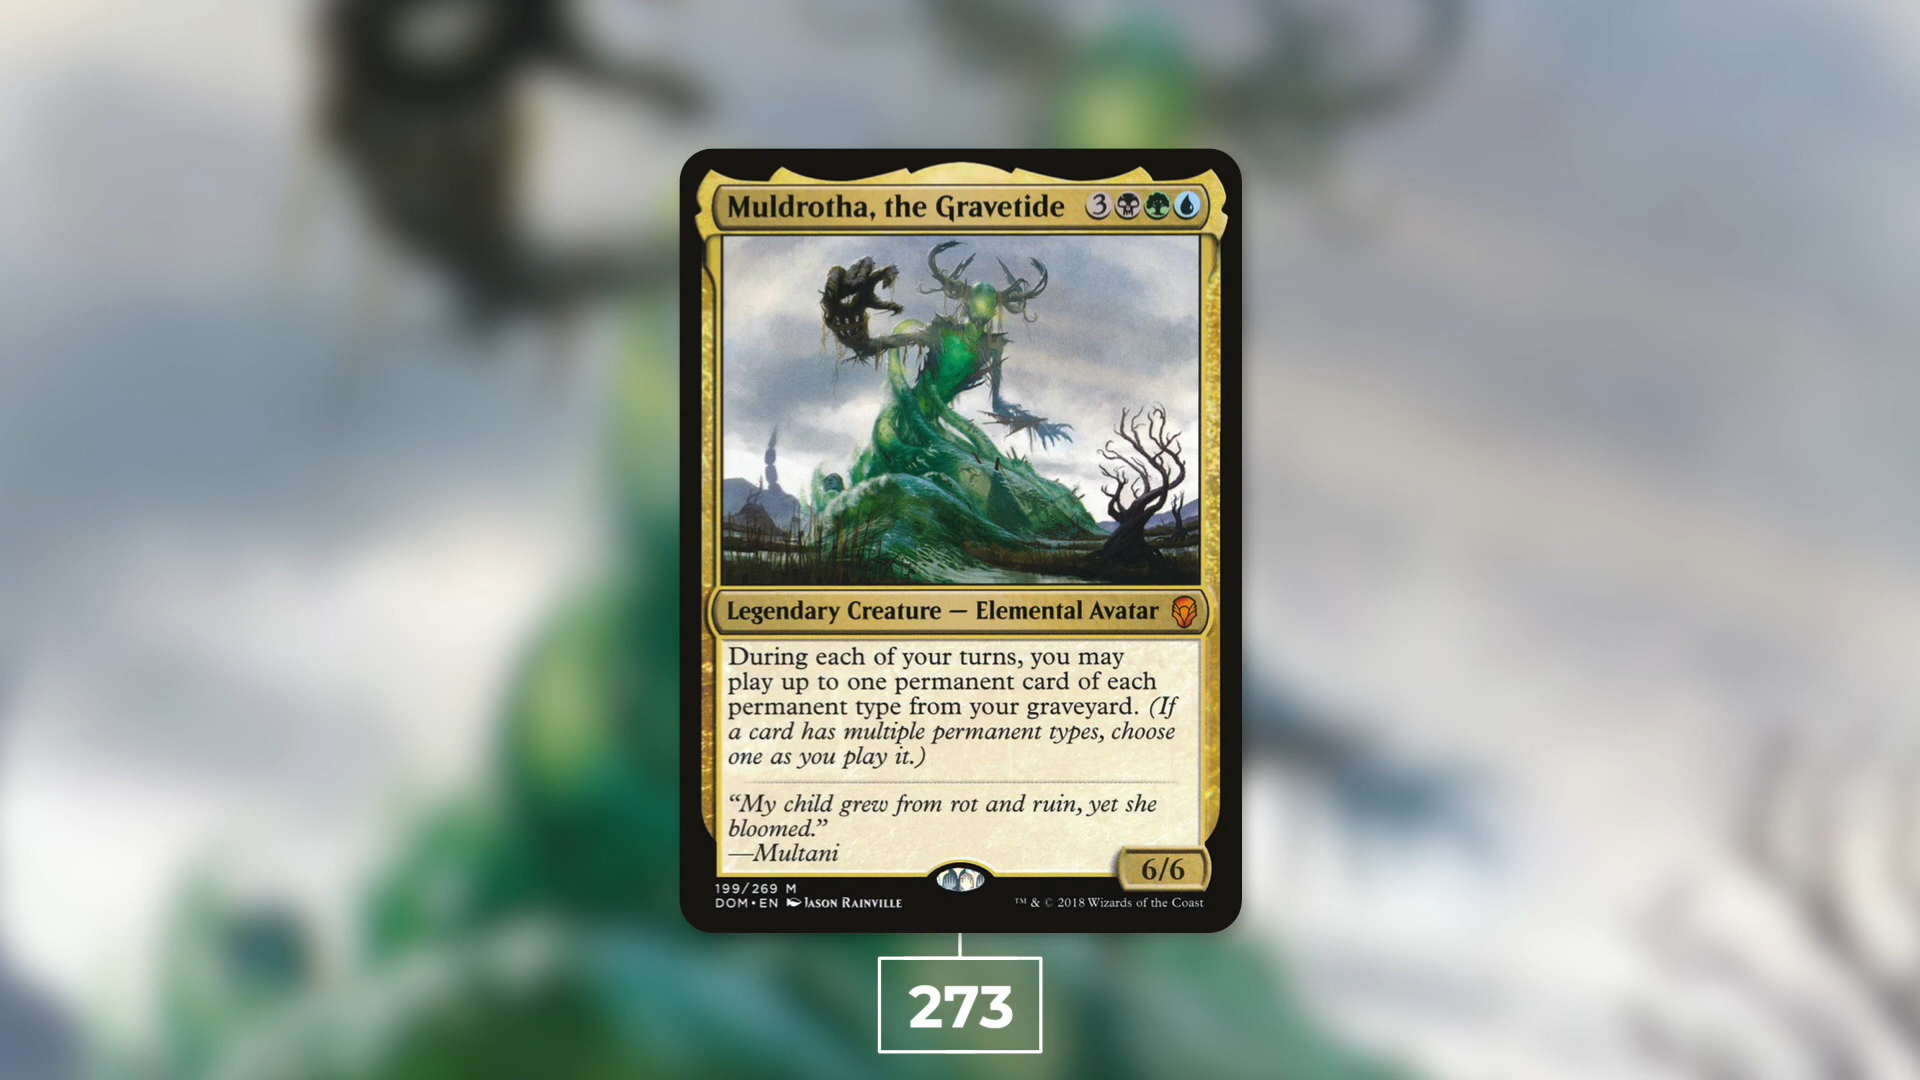 Muldrotha, the Gravetide 3
Legendary Creature — Elemental Avatar
During each of your turns, you may
play up to one permanent card of each
permanent type from your graveyard. (If
a card has multiple permanent types, choose
one as you play it.)
“My child grew from rot and ruin, yet she
bloomed.”
—Multani
6/6
199/269 M
DOM • EN Jason Rainville
™ & © 2018 Wizards of the Coast
273